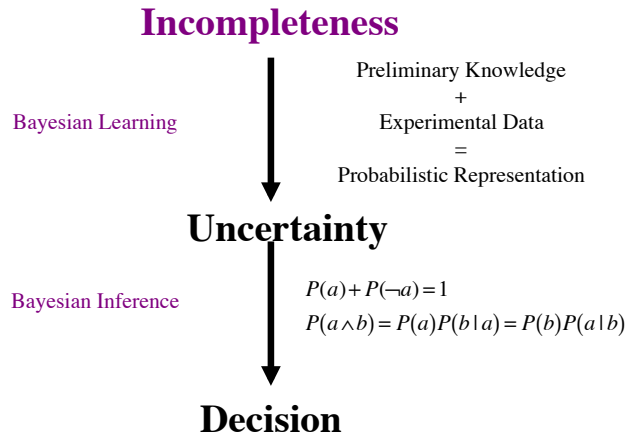 Incompleteness
Preliminary Knowledge
+
Bayesian Learning
Experimental Data
=
Probabilistic Representation
Uncertainty
Bayesian Inference
P(a)+P(¬a)=1
P(a∧b)=P(a)P(b|a)=P(b)P(a|b)
Decision